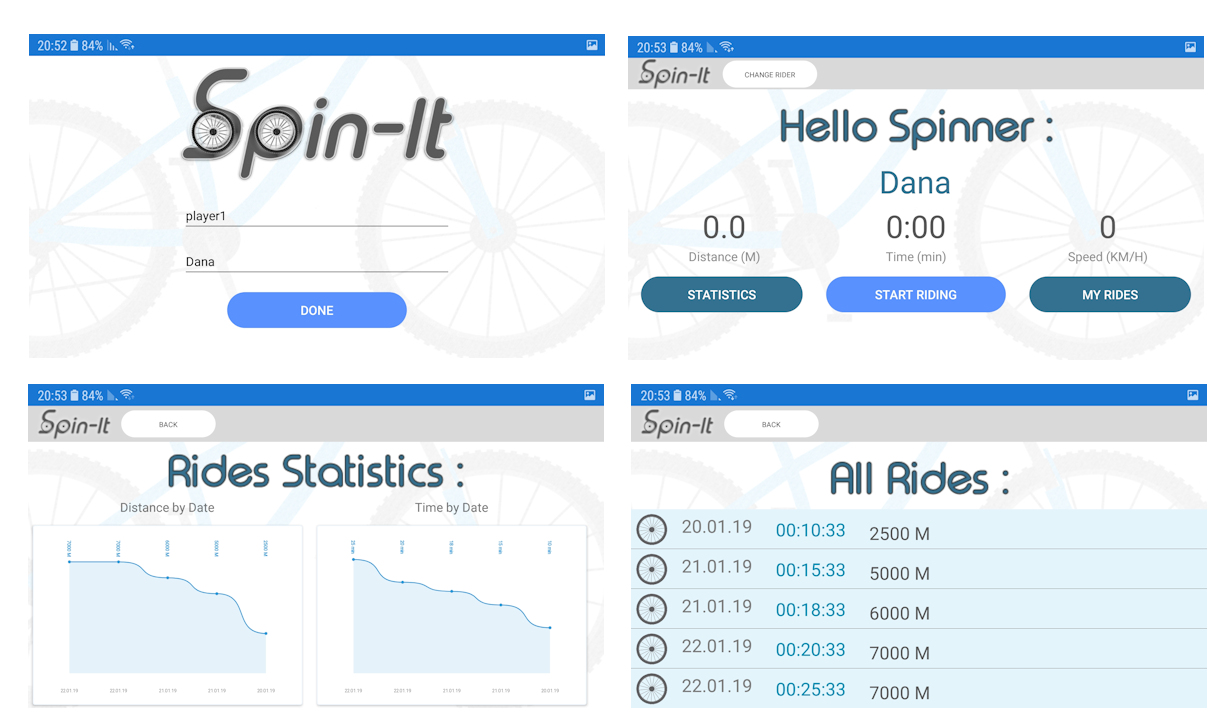 20:52 84%
Spin-It
player1
Dana
DONE
20:53 84%
Spin-It CHANGE RIDER
Hello Spinner :
Dana
0.0 0:00 0
Distance (M) Time (min) Speed (KM/H)
STATISTICS START RIDING MY RIDES
20:53 84%
Spin-It BACK
Rides Statistics :
Distance by Date Time by Date
7000 M 7000 M 6000 M 5000 M 2500 M
25 min 20 min 18 min 15 min 10 min
22.01.19 22.01.19 21.01.19 21.01.19 20.01.19
22.01.19 22.01.19 21.01.19 21.01.19 20.01.19
20:53 84%
Spin-It BACK
All Rides :
20.01.19 00:10:33 2500 M
21.01.19 00:15:33 5000 M
21.01.19 00:18:33 6000 M
22.01.19 00:20:33 7000 M
22.01.19 00:25:33 7000 M